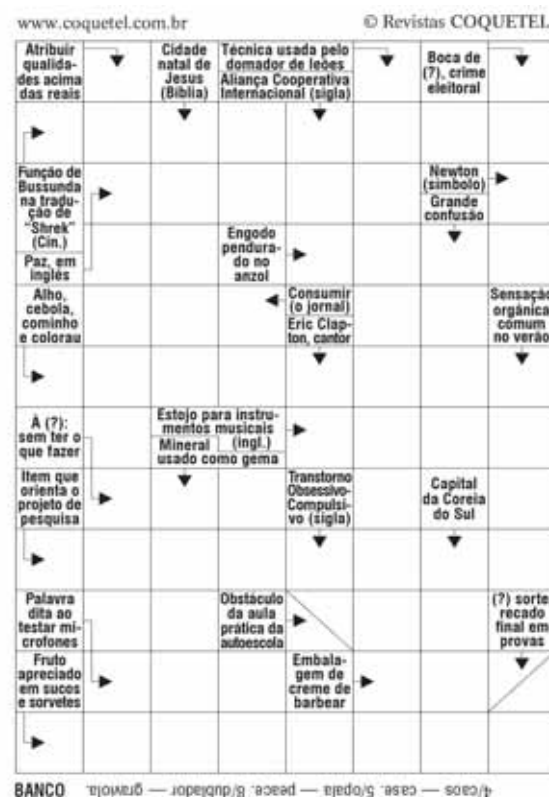 www.coquetel.com.br
© Revistas COQUETEL
Atribuir
qualida-
des acima
das reais
Cidade
natal de
Jesus
(Bíblia)
Técnica usada pelo
domador de leões
Aliança Cooperativa
Internacional (sigla)
Boca de
(?), crime
eleitoral
Função de
Bussunda
na tradu-
ção de
"Shrek"
(Cin.)
Paz, em
inglês
Newton
(símbolo)
Grande
confusão
Engodo
pendura-
do no
anzol
Alho,
cebola,
cominho
e colorau
Consumir
(o jornal)
Eric Clap-
ton, cantor
Sensação
orgânica
comum
no verão
À (?):
sem ter o
que fazer
Estojo para instru-
mentos musicais
(ingl.)
Mineral
usado como gema
Item que
orienta o
projeto de
pesquisa
Transtorno
Obsessivo-
Compulsi-
vo (sigla)
Capital
da Coreia
do Sul
Palavra
dita ao
testar mi-
crofones
Obstáculo
da aula
prática da
autoescola
(?) sorte,
recado
final em
provas
Fruto
apreciado
em sucos
e sorvetes
Embala-
gem de
creme de
barbear
BANCO
4/caos — case. 5/opala — peace. 8/dublador — graviola.